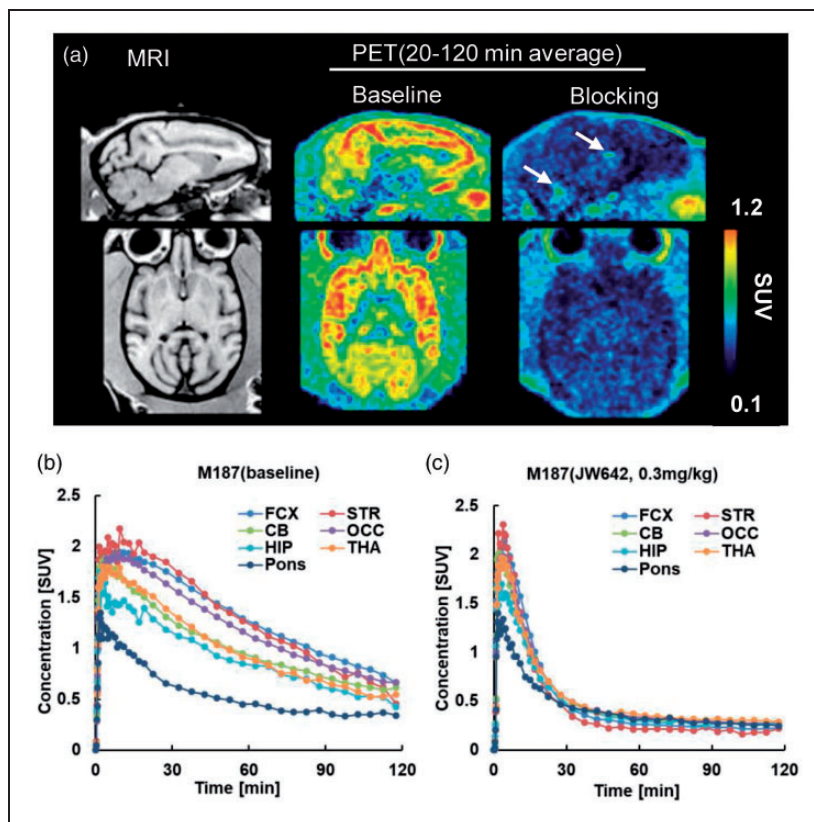 (a) MRI PET(20-120 min average)
Baseline Blocking
1.2
SUV
0.1
(b) M187(baseline)
Concentration [SUV]
2.5
2
1.5
1
0.5
0
FCX STR
CB OCC
HIP THA
Pons
0 30 60 90 120
Time [min]
(c) M187(JW642, 0.3mg/kg)
Concentration [SUV]
2.5
2
1.5
1
0.5
0
FCX STR
CB OCC
HIP THA
Pons
0 30 60 90 120
Time [min]